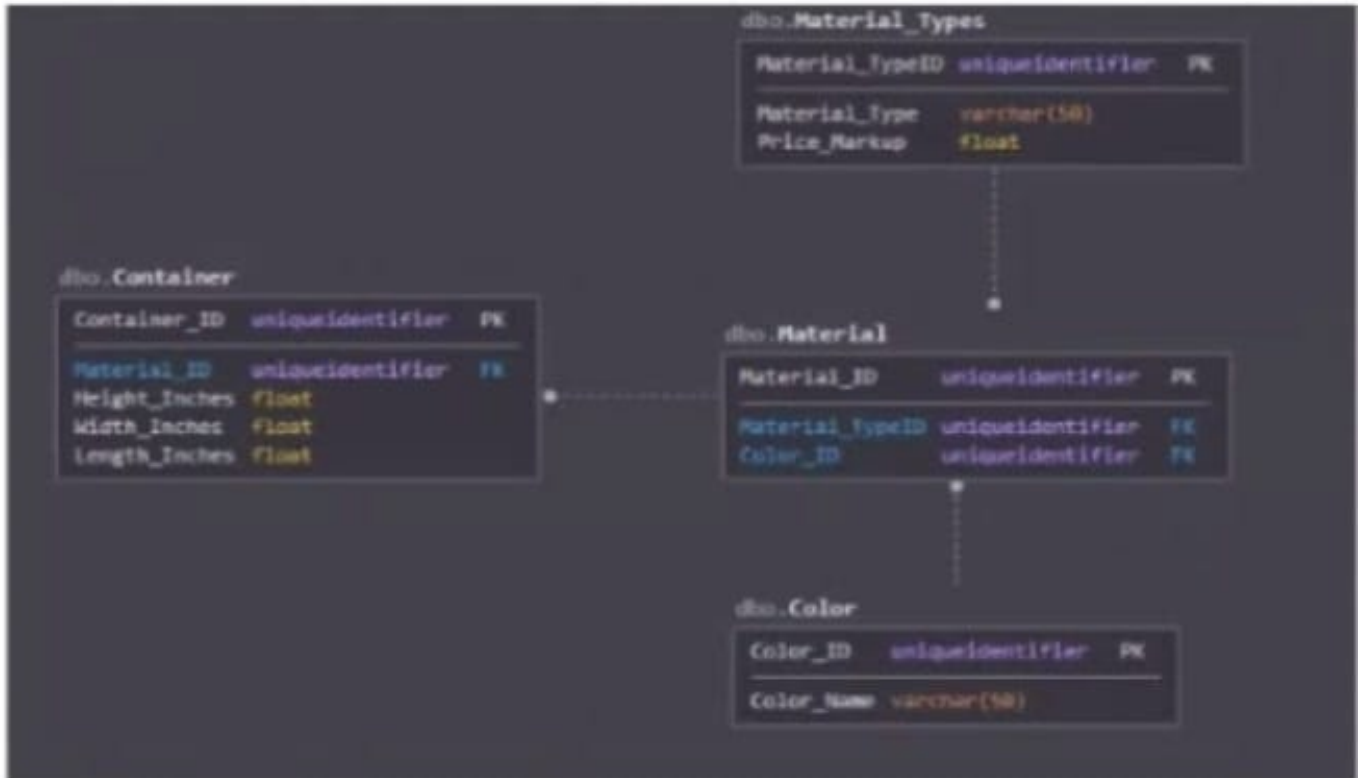 dbo.Material_Types
Material_TypeID uniqueidentifier PK
Material_Type varchar(50)
Price_Markup float
dbo.Container
Container_ID uniqueidentifier PK
Material_ID uniqueidentifier FK
Height_Inches float
Width_Inches float
Length_Inches float
dbo.Material
Material_ID uniqueidentifier PK
Material_TypeID uniqueidentifier FK
Color_ID uniqueidentifier FK
dbo.Color
Color_ID uniqueidentifier PK
Color_Name varchar(50)